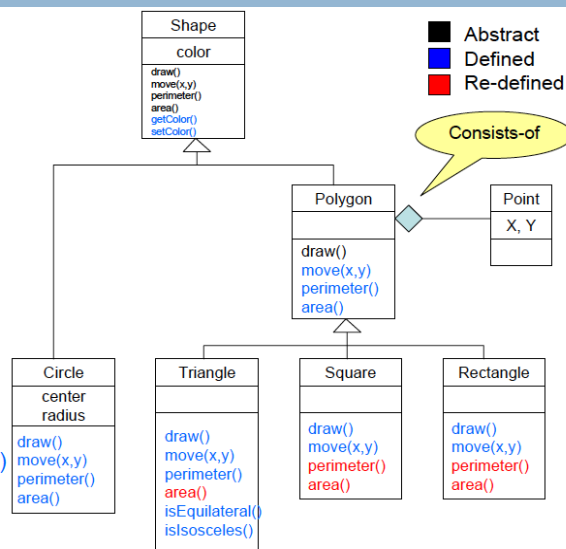 Shape
color
draw()
move(x,y)
perimeter()
area()
getColor()
setColor()
Abstract
Defined
Re-defined
Consists-of
Polygon
draw()
move(x,y)
perimeter()
area()
Point
X, Y
Circle
center
radius
draw()
move(x,y)
perimeter()
area()
)
Triangle
draw()
move(x,y)
perimeter()
area()
isEquilateral()
isIsosceles()
Square
draw()
move(x,y)
perimeter()
area()
Rectangle
draw()
move(x,y)
perimeter()
area()